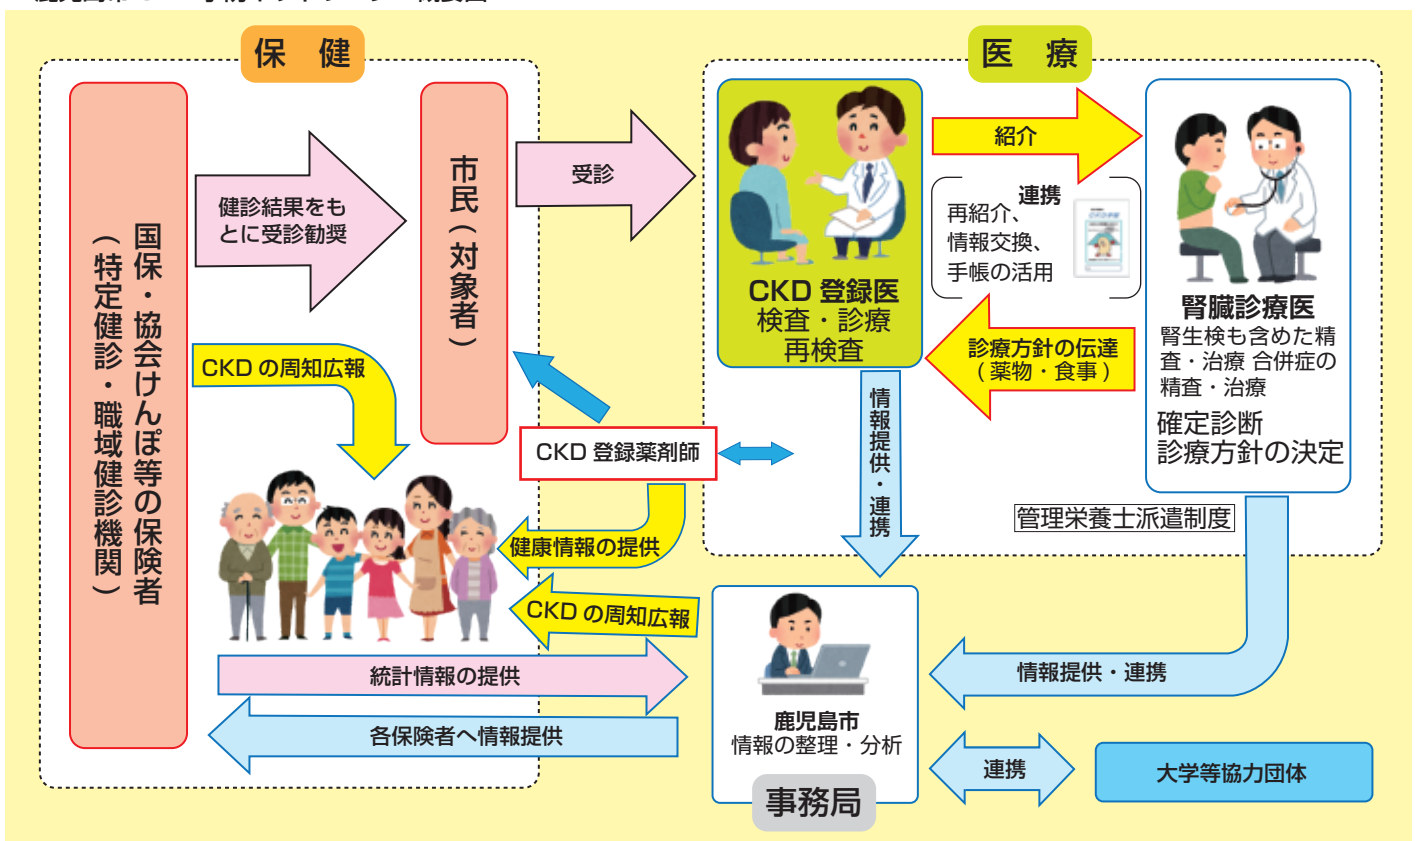 保　健
医　療
国保・協会けんぽ等の保険者
（特定健診・職域健診機関）
健診結果をも
とに受診勧奨
市民（対象者）
受診
CKD 登録医
検査・診療
再検査
紹介
連携
再紹介、
情報交換、
手帳の活用
診療方針の伝達
( 薬物・食事 )
腎臓診療医
腎生検も含めた精
査・治療 合併症の
精査・治療
確定診断
診療方針の決定
CKD の周知広報
CKD 登録薬剤師
情報提供・連携
管理栄養士派遣制度
健康情報の提供
CKD の周知広報
統計情報の提供
各保険者へ情報提供
鹿児島市
情報の整理・分析
事務局
情報提供・連携
連携
大学等協力団体